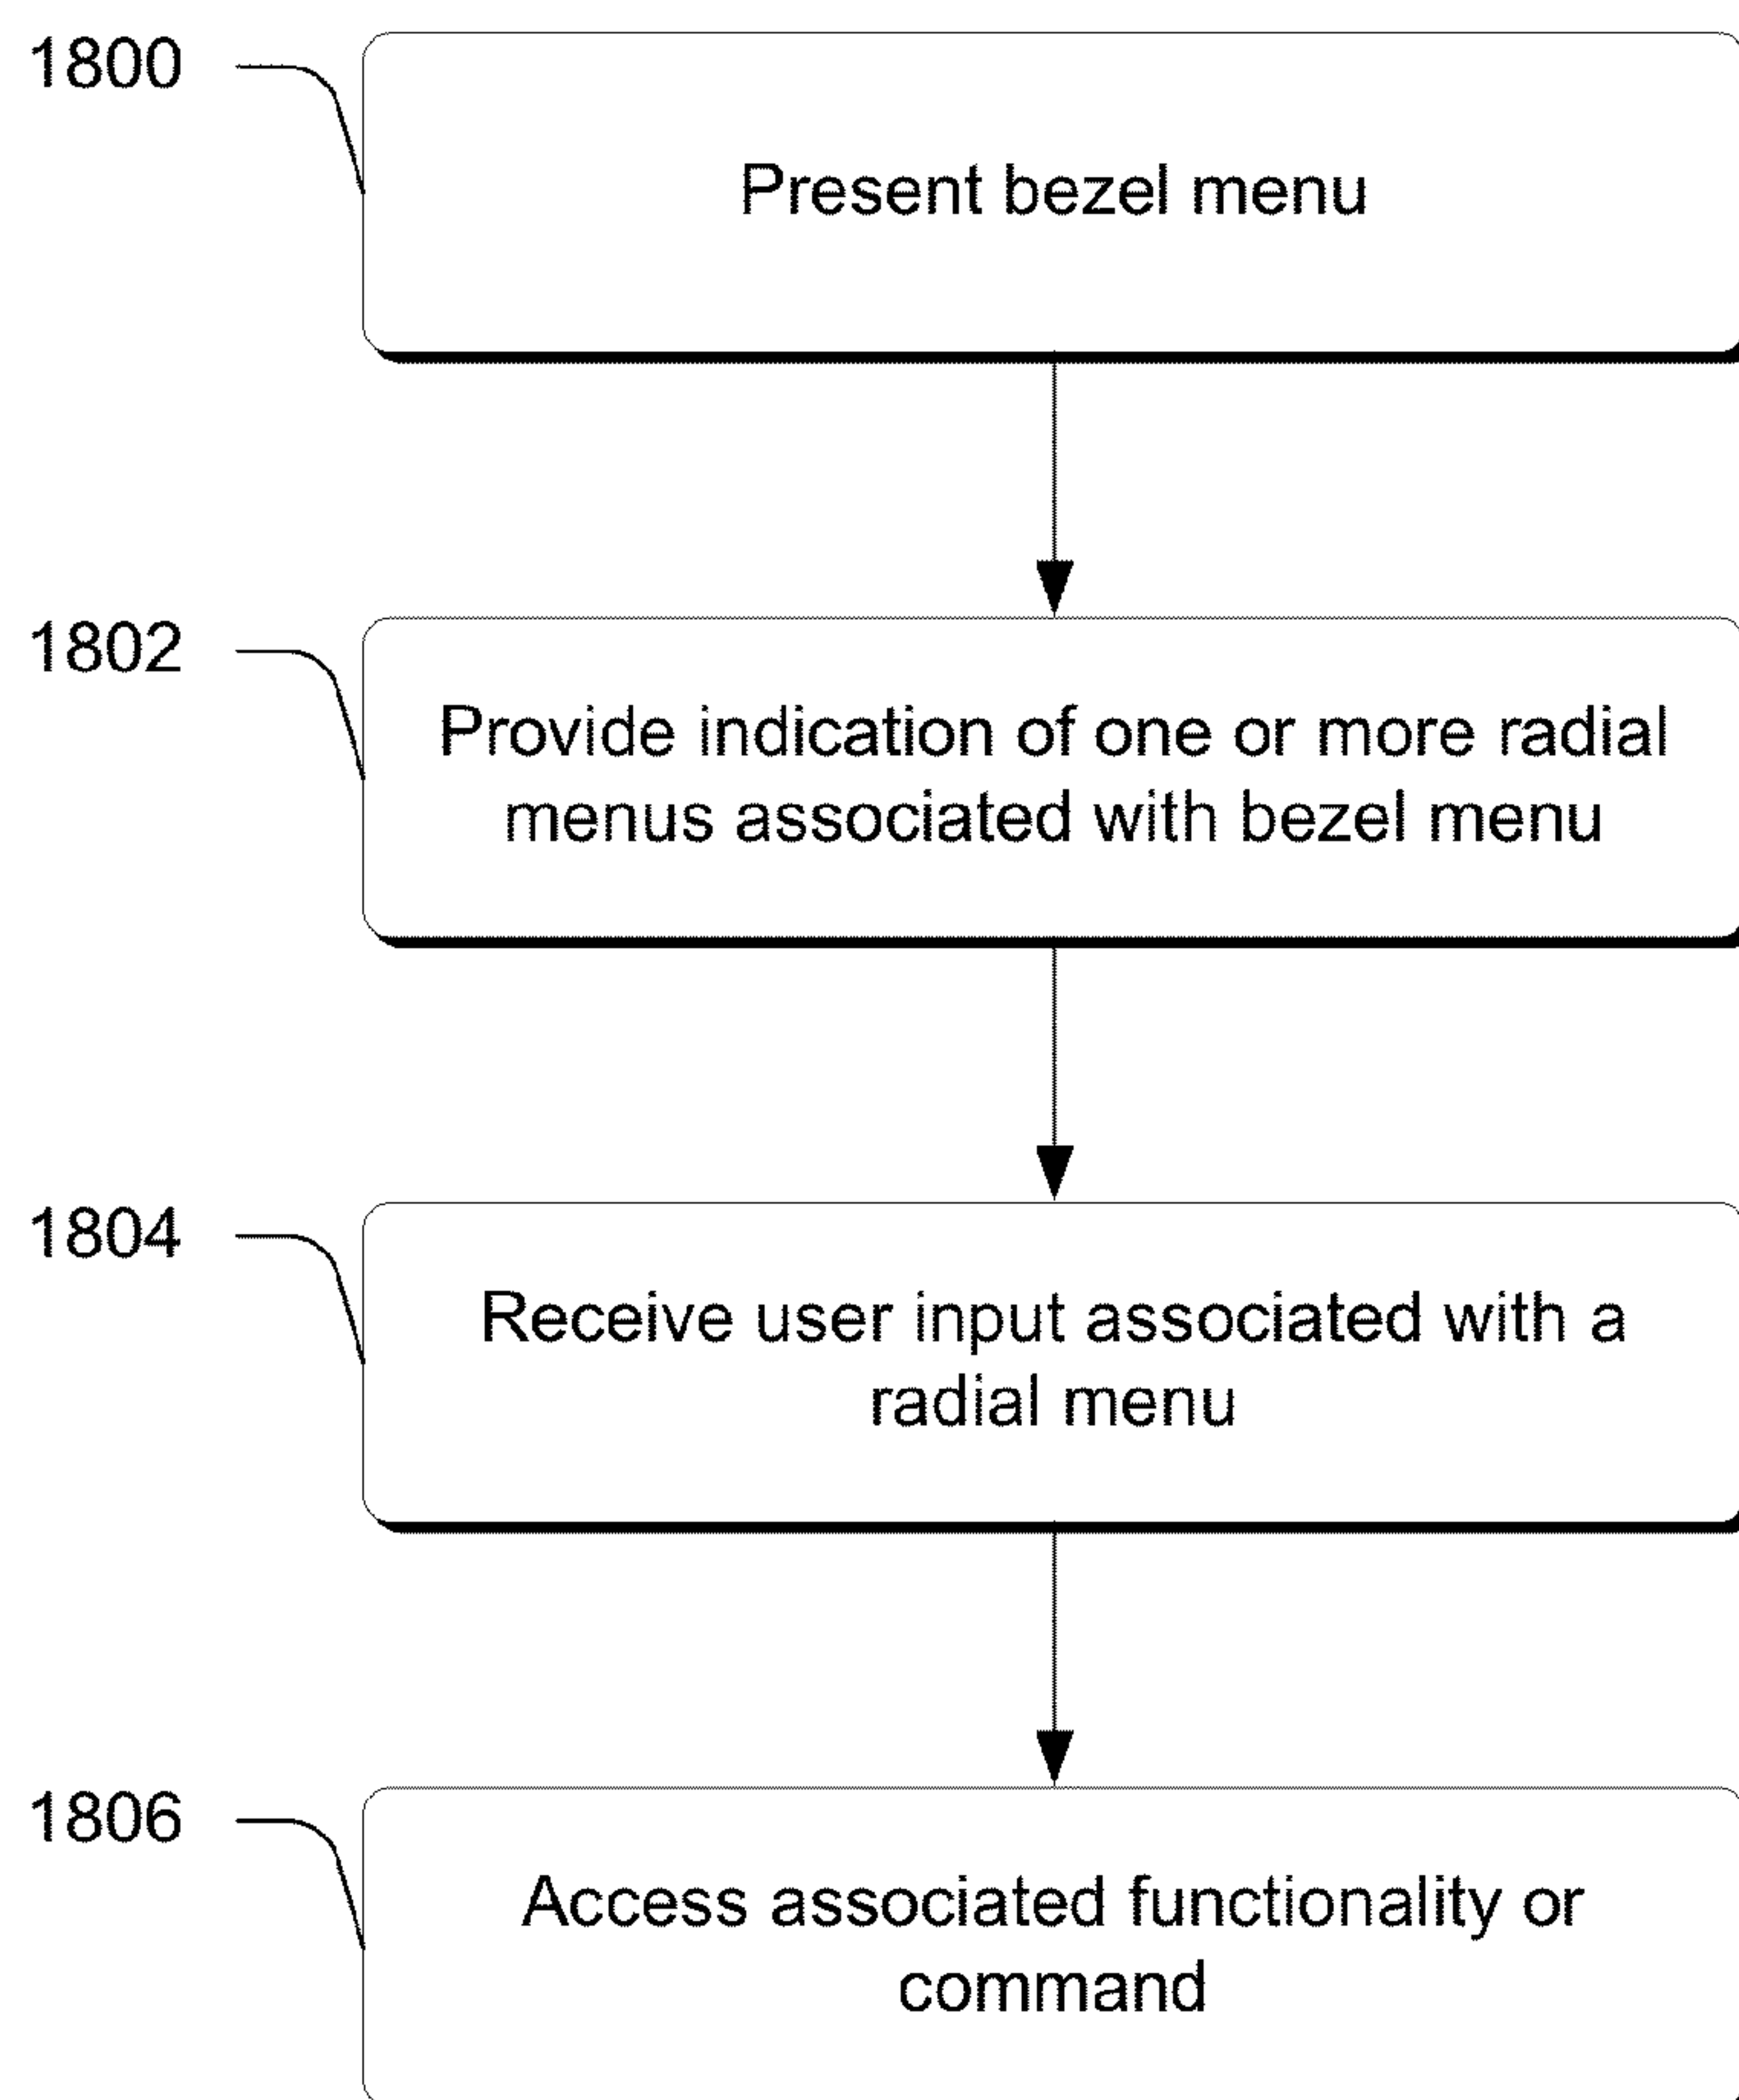 1800
Present bezel menu
1802
Provide indication of one or more radial
menus associated with bezel menu
1804
Receive user input associated with a
radial menu
1806
Access associated functionality or
command